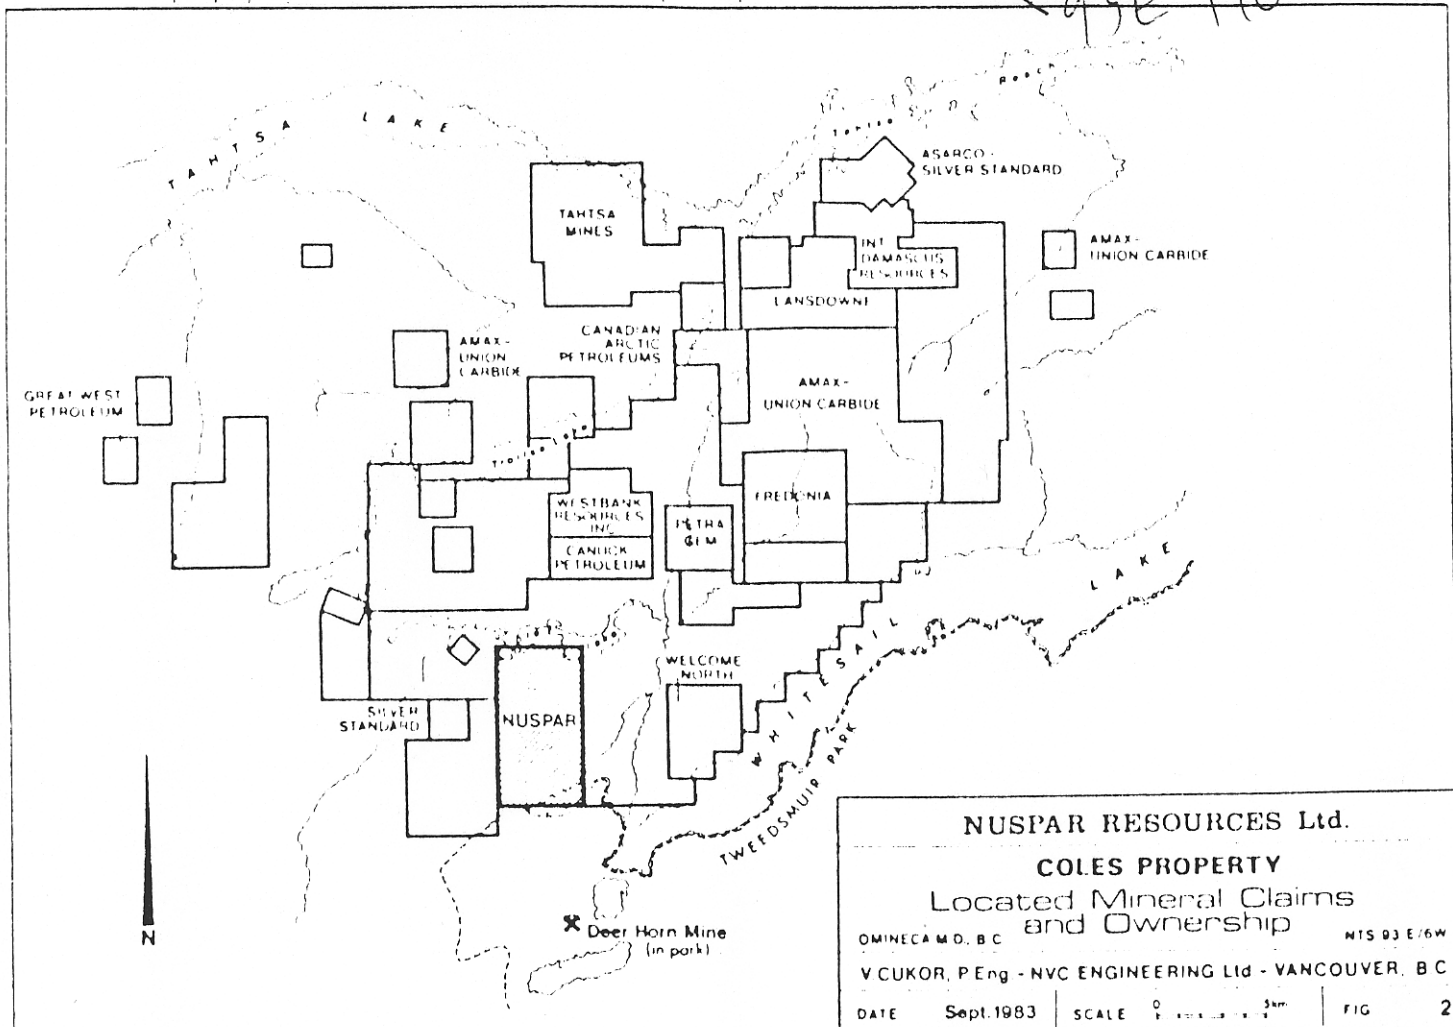 TAHTSA LAKE
Tahtsa Reach
ASARCO -
SILVER STANDARD
TAHTSA
MINES
INT.
DAMASCUS
RESOURCES
AMAX-
UNION CARBIDE
LANSDOWNE
CANADIAN
ARCTIC
PETROLEUMS
AMAX-
UNION
CARBIDE
GREAT WEST
PETROLEUM
AMAX-
UNION CARBIDE
Troitsa Lake
WESTBANK
RESOURCES
INC
CANUCK
PETROLEUM
PETRA
GEM
FREDONIA
WHITESAIL LAKE
WELCOME
NORTH
SILVER
STANDARD
NUSPAR
TWEEDSMUIR PARK
Deer Horn Mine
(in park)
N
NUSPAR RESOURCES Ltd.
COLES PROPERTY
Located Mineral Claims
and Ownership
OMINECA M.D., B C
NTS 93 E/6W
V CUKOR, P Eng - NVC ENGINEERING Ltd - VANCOUVER, B C
DATE Sept.1983 SCALE 0 5km FIG 2